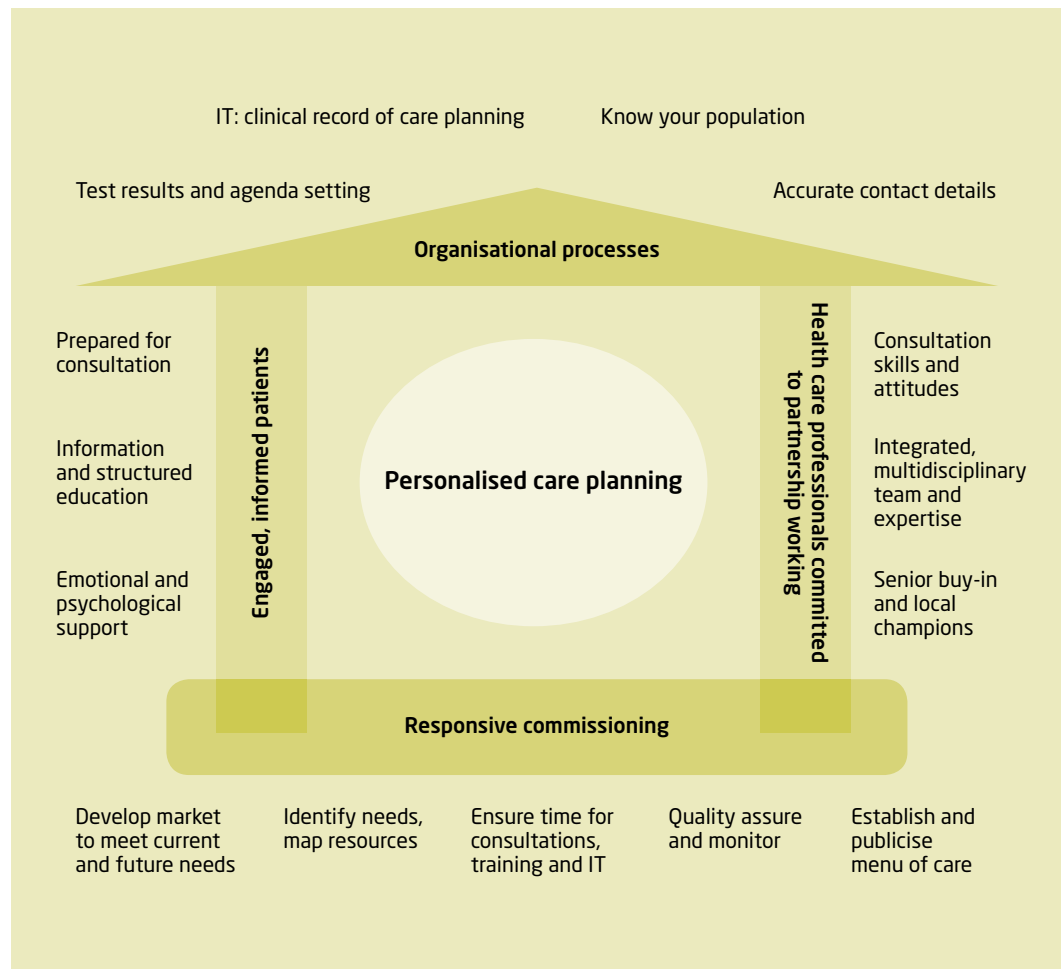 IT: clinical record of care planning
Know your population
Test results and agenda setting
Accurate contact details
Organisational processes
Prepared for
consultation
Information
and structured
education
Emotional and
psychological
support
Engaged, informed patients
Personalised care planning
Health care professionals committed
to partnership working
Consultation
skills and
attitudes
Integrated,
multidisciplinary
team and
expertise
Senior buy-in
and local
champions
Responsive commissioning
Develop market
to meet current
and future needs
Identify needs,
map resources
Ensure time for
consultations,
training and IT
Quality assure
and monitor
Establish and
publicise
menu of care